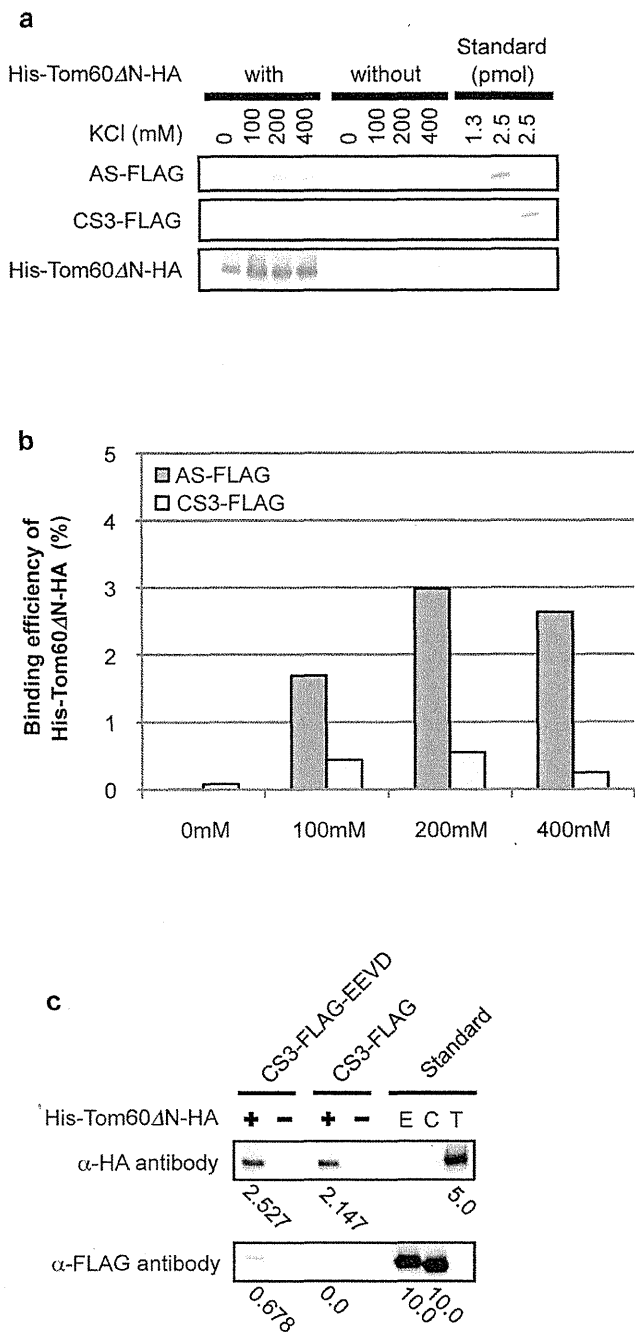 a
Standard
His-Tom60ΔN-HA with without (pmol)
KCl (mM) 0 100 200 400 0 100 200 400 1.3 2.5 2.5
AS-FLAG
CS3-FLAG
His-Tom60ΔN-HA
b
Binding efficiency of
His-Tom60ΔN-HA (%)
5
4
3
2
1
0
AS-FLAG
CS3-FLAG
0mM 100mM 200mM 400mM
c
CS3-FLAG-EEVD CS3-FLAG Standard
His-Tom60ΔN-HA + − + − E C T
α-HA antibody
2.527 2.147 5.0
α-FLAG antibody
0.678 0.0 10.0 10.0